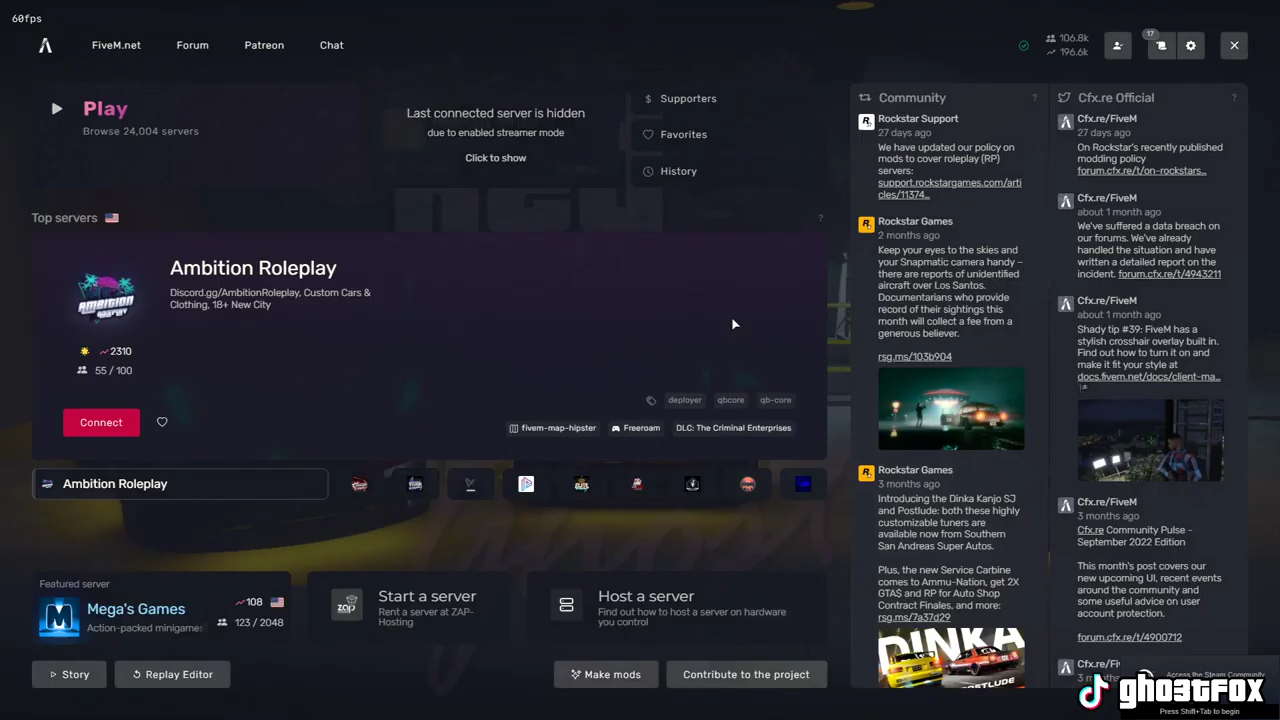 60fps
FiveM.net
Forum
Patreon
Chat
106.8k
196.6k
17
Play
Browse 24,004 servers
Last connected server is hidden
due to enabled streamer mode
Click to show
Supporters
Favorites
History
Top servers
?
Ambition Roleplay
Discord.gg/AmbitionRoleplay, Custom Cars &
Clothing, 18+ New City
AMBITION
ROLEPLAY
2310
55 / 100
deployer
qbcore
qb-core
Connect
fivem-map-hipster
Freeroam
DLC: The Criminal Enterprises
Ambition Roleplay
Featured server
Mega's Games
Action-packed minigame:
108
123 / 2048
ZAP
Start a server
Rent a server at ZAP-
Hosting
Host a server
Find out how to host a server on hardware
you control
Story
Replay Editor
Make mods
Contribute to the project
Community
?
Rockstar Support
27 days ago
We have updated our policy on
mods to cover roleplay (RP)
servers:
support.rockstargames.com/arti
cles/11374…
Rockstar Games
2 months ago
Keep your eyes to the skies and
your Snapmatic camera handy –
there are reports of unidentified
aircraft over Los Santos.
Documentarians who provide
record of their sightings this
month will collect a fee from a
generous believer.
rsg.ms/103b904
Rockstar Games
3 months ago
Introducing the Dinka Kanjo SJ
and Postlude: both these highly
customizable tuners are
available now from Southern
San Andreas Super Autos.
Plus, the new Service Carbine
comes to Ammu-Nation, get 2X
GTA$ and RP for Auto Shop
Contract Finales, and more:
rsg.ms/7a37d29
DINKA
POSTLUDE
Cfx.re Official
?
Cfx.re/FiveM
27 days ago
On Rockstar's recently published
modding policy
forum.cfx.re/t/on-rockstars…
Cfx.re/FiveM
about 1 month ago
We've suffered a data breach on
our forums. We've already
handled the situation and have
written a detailed report on the
incident. forum.cfx.re/t/4943211
Cfx.re/FiveM
about 1 month ago
Shady tip #39: FiveM has a
stylish crosshair overlay built in.
Find out how to turn it on and
make it fit your style at
docs.fivem.net/docs/client-ma…
Cfx.re/FiveM
3 months ago
Cfx.re Community Pulse –
September 2022 Edition
This month's post covers our
new upcoming UI, recent events
around the community and
some useful advice on user
account protection.
forum.cfx.re/t/4900712
Cfx.re/Fi
3 months a
Access the Steam Community
gho3tfox
Press Shift+Tab to begin